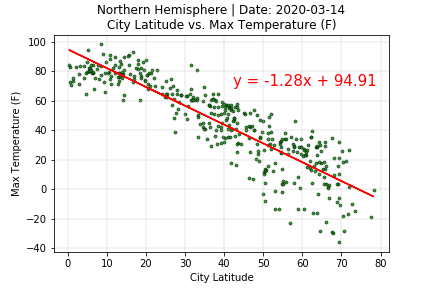 Northern Hemisphere | Date: 2020-03-14
City Latitude vs. Max Temperature (F)
100
80
60
40
20
0
−20
−40
Max Temperature (F)
y = -1.28x + 94.91
0 10 20 30 40 50 60 70 80
City Latitude